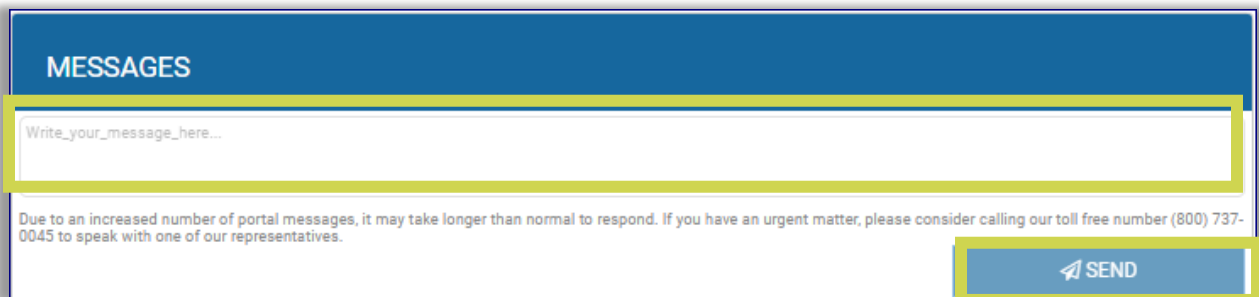 MESSAGES
Write_your_message_here...
Due to an increased number of portal messages, it may take longer than normal to respond. If you have an urgent matter, please consider calling our toll free number (800) 737-
0045 to speak with one of our representatives.
SEND